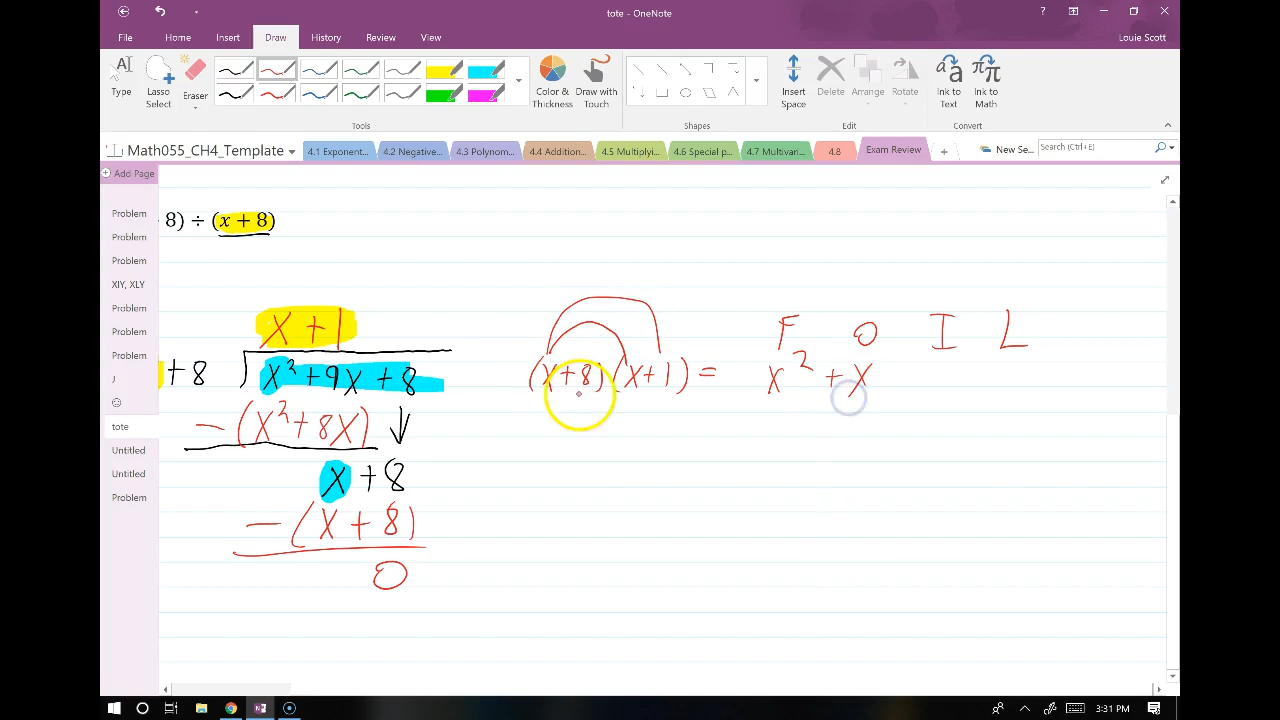 tote - OneNote
File Home Insert Draw History Review View
Louie Scott
Type
Lasso Select
Eraser
Color & Thickness
Draw with Touch
Insert Space
Delete
Arrange
Rotate
Ink to Text
Ink to Math
Tools
Shapes
Edit
Convert
Math055_CH4_Template
4.1 Exponent...
4.2 Negative...
4.3 Polynom...
4.4 Addition...
4.5 Multiplyi...
4.6 Special p...
4.7 Multivari...
4.8
Exam Review
New Se...
Search (Ctrl+E)
Add Page
Problem
Problem
Problem
XIY, XLY
Problem
Problem
Problem
J
☺
tote
Untitled
Untitled
Problem
8) ÷ (x + 8)
x + 1
+ 8 ) x² + 9x + 8
- (x² + 8x) ↓
x + 8
- (x + 8)
0
F O I L
(x + 8)(x + 1) = x² + x
3:31 PM